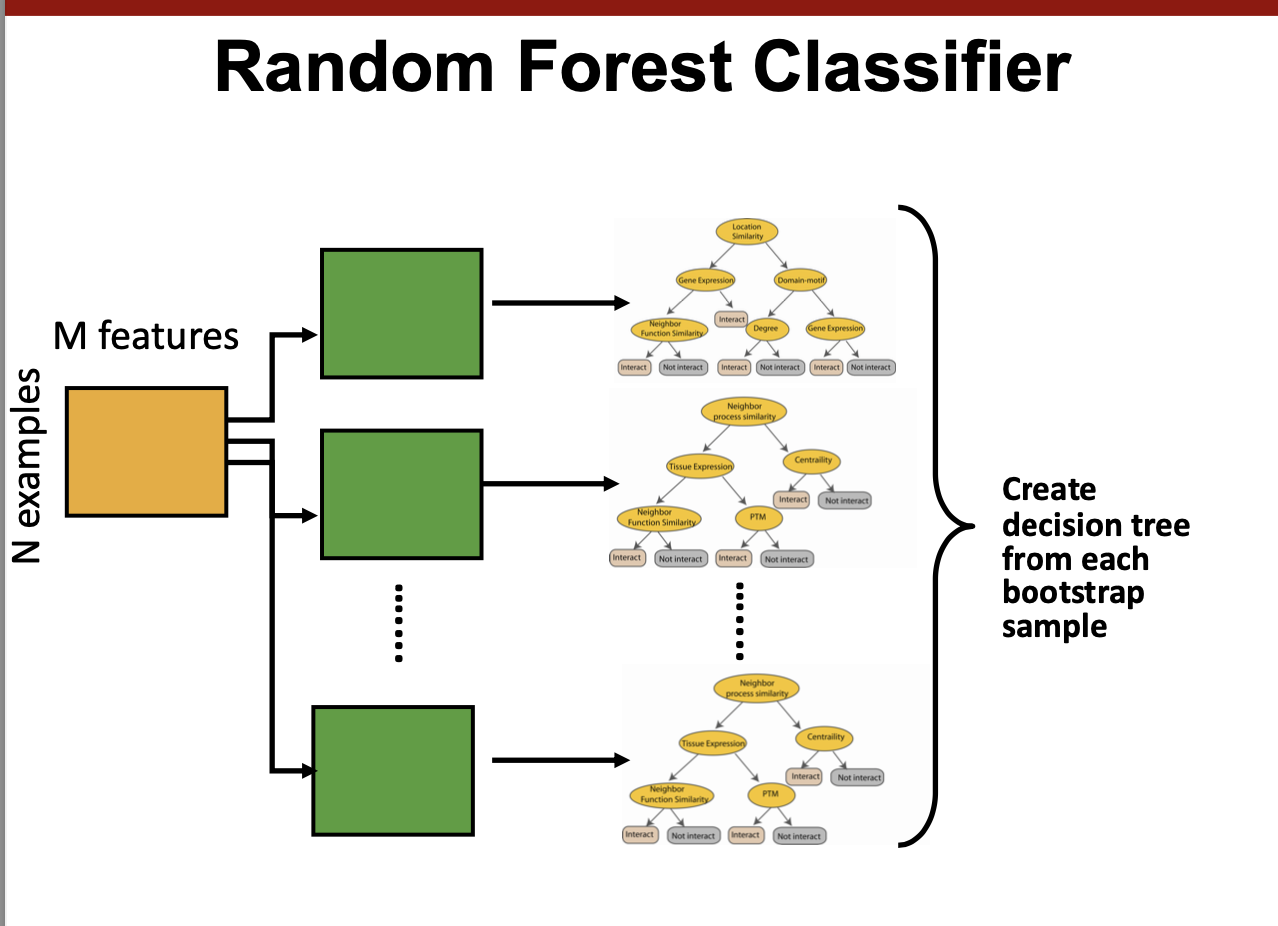 Random Forest Classifier
M features
N examples
Location
Similarity
Gene Expression
Domain-motif
Interact
Neighbor
Function Similarity
Degree
Gene Expression
Interact
Not interact
Interact
Not interact
Interact
Not interact
Neighbor
process similarity
Tissue Expression
Centraility
Interact
Not interact
Neighbor
Function Similarity
PTM
Interact
Not interact
Interact
Not interact
Neighbor
process similarity
Tissue Expression
Centraility
Interact
Not interact
Neighbor
Function Similarity
PTM
Interact
Not interact
Interact
Not interact
Create
decision tree
from each
bootstrap
sample